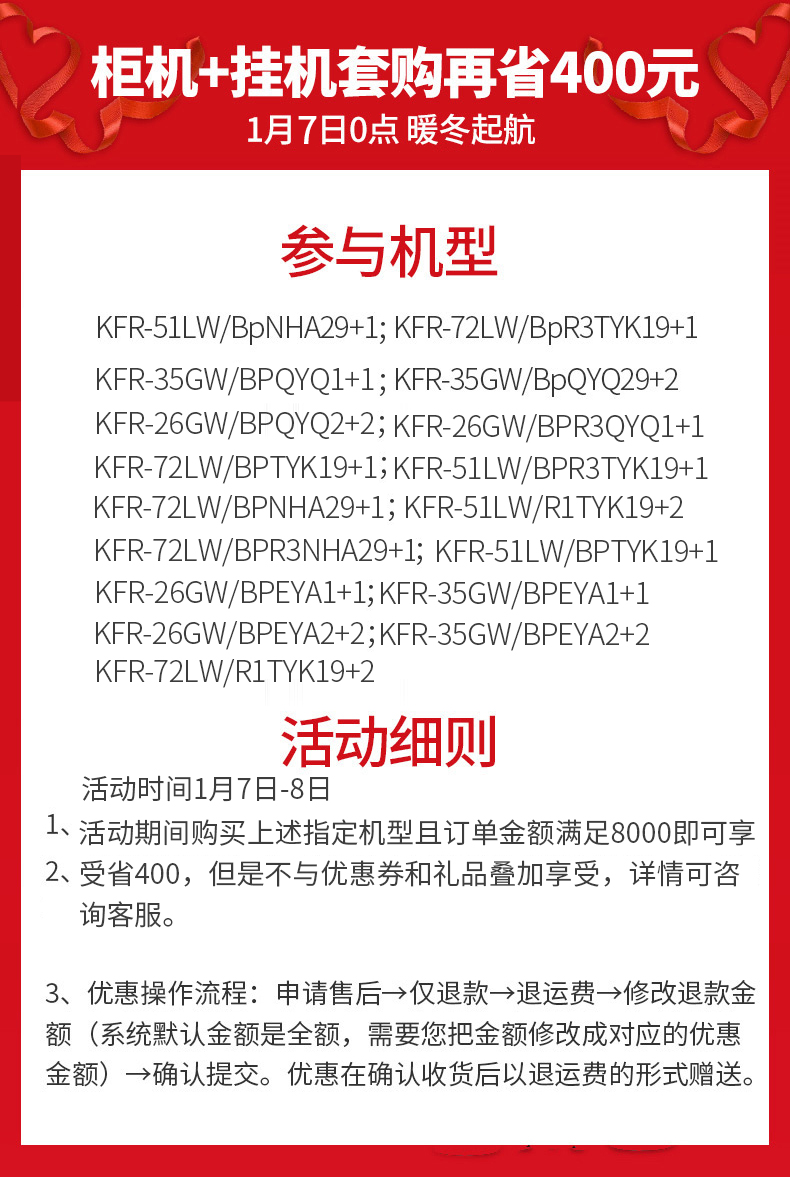 柜机+挂机套购再省400元
1月7日0点 暖冬起航
参与机型
KFR-51LW/BpNHA29+1; KFR-72LW/BpR3TYK19+1
KFR-35GW/BPQYQ1+1; KFR-35GW/BpQYQ29+2
KFR-26GW/BPQYQ2+2; KFR-26GW/BPR3QYQ1+1
KFR-72LW/BPTYK19+1; KFR-51LW/BPR3TYK19+1
KFR-72LW/BPNHA29+1; KFR-51LW/R1TYK19+2
KFR-72LW/BPR3NHA29+1; KFR-51LW/BPTYK19+1
KFR-26GW/BPEYA1+1; KFR-35GW/BPEYA1+1
KFR-26GW/BPEYA2+2; KFR-35GW/BPEYA2+2
KFR-72LW/R1TYK19+2
活动细则
活动时间1月7日-8日
1、活动期间购买上述指定机型且订单金额满足8000即可享
2、受省400，但是不与优惠券和礼品叠加享受，详情可咨
询客服。
3、优惠操作流程：申请售后→仅退款→退运费→修改退款金
额（系统默认金额是全额，需要您把金额修改成对应的优惠
金额）→确认提交。优惠在确认收货后以退运费的形式赠送。